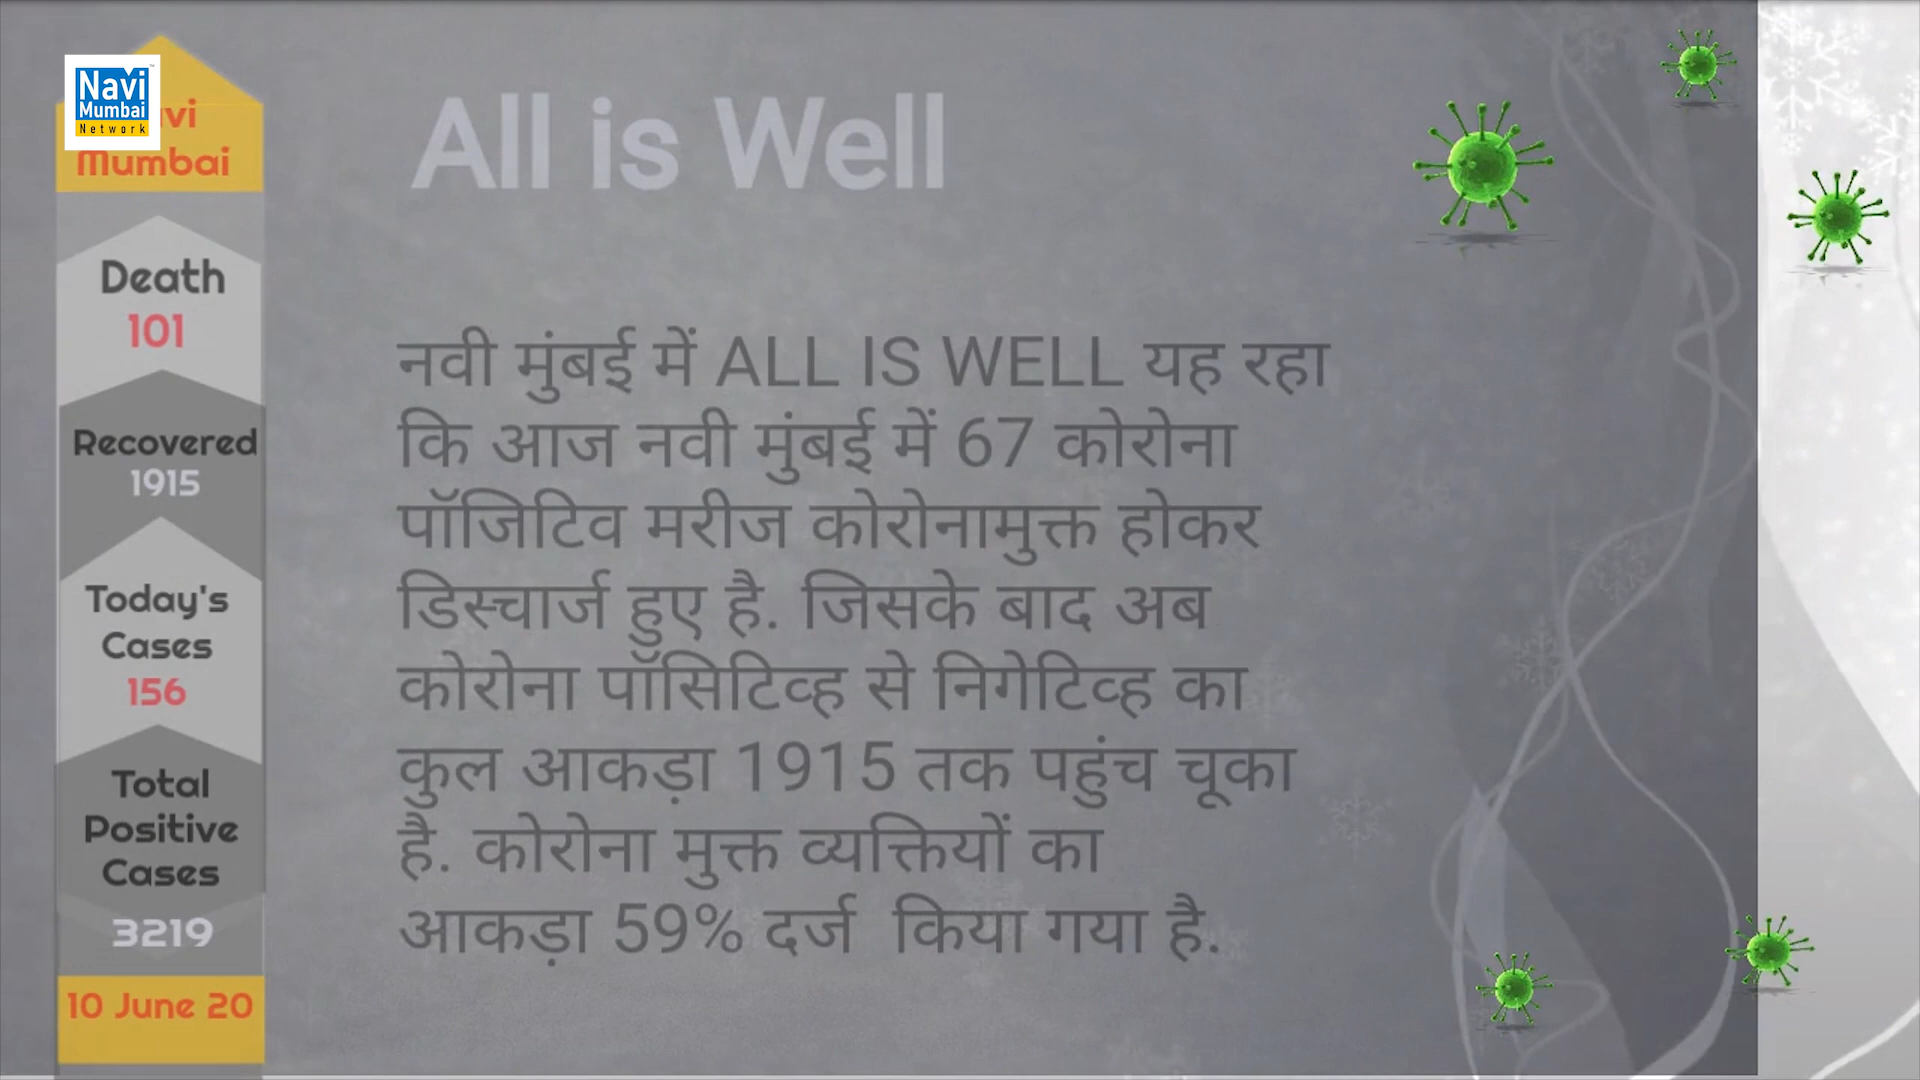 Navi
Mumbai
Network
Mumbai
Death
101
Recovered
1915
Today's
Cases
156
Total
Positive
Cases
3219
10 June 20
All is Well
नवी मुंबई में ALL IS WELL यह रहा
कि आज नवी मुंबई में 67 कोरोना
पॉजिटिव मरीज कोरोनामुक्त होकर
डिस्चार्ज हुए है. जिसके बाद अब
कोरोना पॉसिटिव्ह से निगेटिव्ह का
कुल आकड़ा 1915 तक पहुंच चूका
है. कोरोना मुक्त व्यक्तियों का
आकड़ा 59% दर्ज किया गया है.